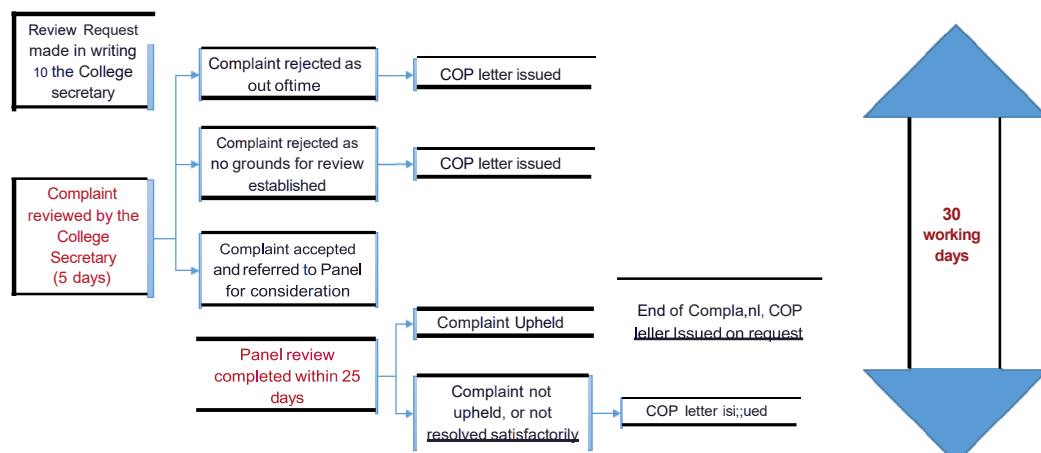 Review Request
made in writing
10 the College
secretary
Complaint rejected as
out oftime
COP letter issued
Complaint rejected as
no grounds for review
established
COP letter issued
Complaint
reviewed by the
College
Secretary
(5 days)
Complaint accepted
and referred to Panel
for consideration
30
working
days
Complaint Upheld
End of Compla,nl, COP
leller Issued on request
Panel review
completed within 25
days
Complaint not
upheld, or not
resolved satisfactorily
COP letter isi;;ued